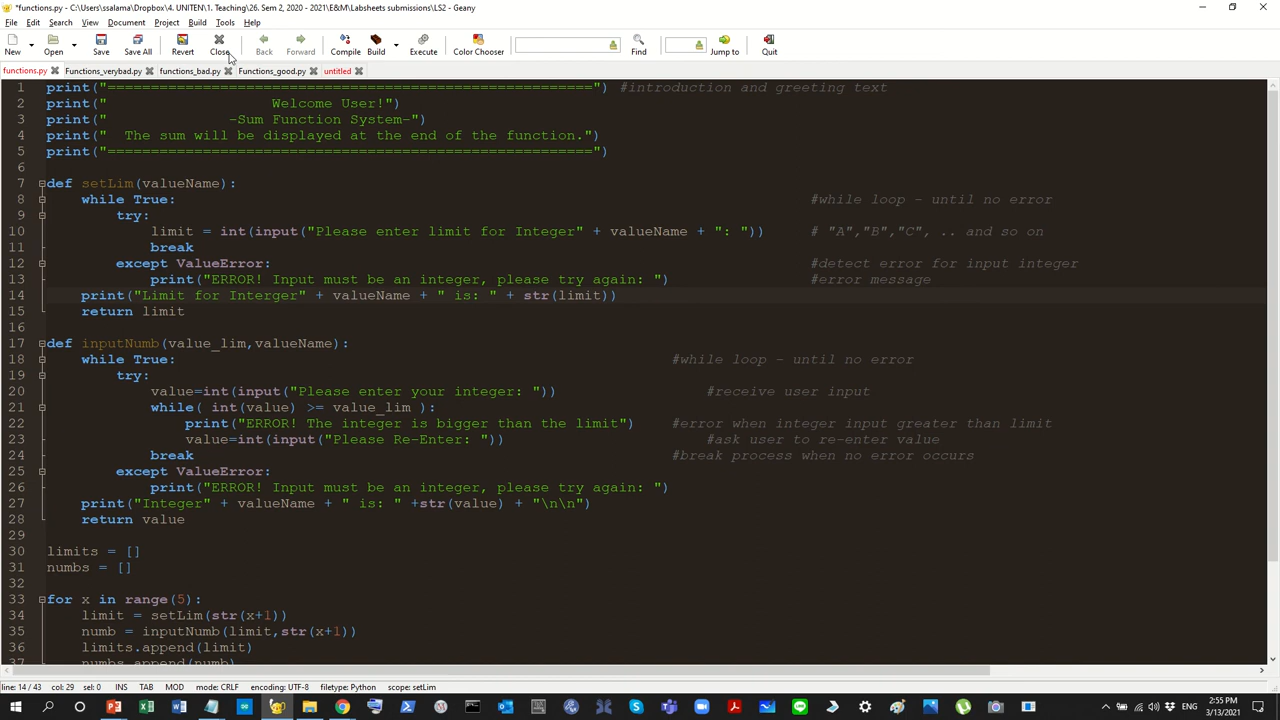 *functions.py - C:\Users\ssalama\Dropbox\4. UNITEN\1. Teaching\26. Sem 2, 2020 - 2021\E&M\Labsheets submissions\LS2 - Geany
File Edit Search View Document Project Build Tools Help
New Open Save Save All Revert Close Back Forward Compile Build Execute Color Chooser Find Jump to Quit
functions.py Functions_verybad.py functions_bad.py Functions_good.py untitled
1 print("========================================================") #introduction and greeting text
2 print("                   Welcome User!")
3 print("              -Sum Function System-")
4 print("  The sum will be displayed at the end of the function.")
5 print("========================================================")
6
7 def setLim(valueName):
8 while True: #while loop - until no error
9 try:
10 limit = int(input("Please enter limit for Integer" + valueName + ": ")) # "A","B","C", .. and so on
11 break
12 except ValueError: #detect error for input integer
13 print("ERROR! Input must be an integer, please try again: ") #error message
14 print("Limit for Interger" + valueName + " is: " + str(limit))
15 return limit
16
17 def inputNumb(value_lim,valueName):
18 while True: #while loop - until no error
19 try:
20 value=int(input("Please enter your integer: ")) #receive user input
21 while( int(value) >= value_lim ):
22 print("ERROR! The integer is bigger than the limit") #error when integer input greater than limit
23 value=int(input("Please Re-Enter: ")) #ask user to re-enter value
24 break #break process when no error occurs
25 except ValueError:
26 print("ERROR! Input must be an integer, please try again: ")
27 print("Integer" + valueName + " is: " +str(value) + "\n\n")
28 return value
29
30 limits = []
31 numbs = []
32
33 for x in range(5):
34 limit = setLim(str(x+1))
35 numb = inputNumb(limit,str(x+1))
36 limits.append(limit)
37 numbs.append(numb)
line: 14 / 43 col: 29 sel: 0 INS TAB MOD mode: CRLF encoding: UTF-8 filetype: Python scope: setLim
ENG 2:55 PM
3/13/2021